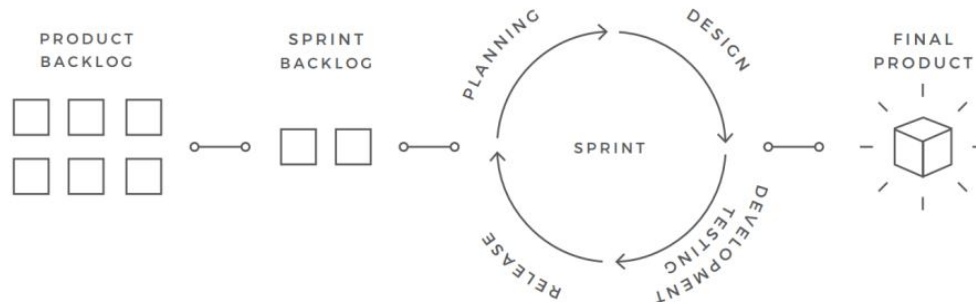 PRODUCT
BACKLOG
SPRINT
BACKLOG
PLANNING
DESIGN
SPRINT
DEVELOPMENT
TESTING
RELEASE
FINAL
PRODUCT